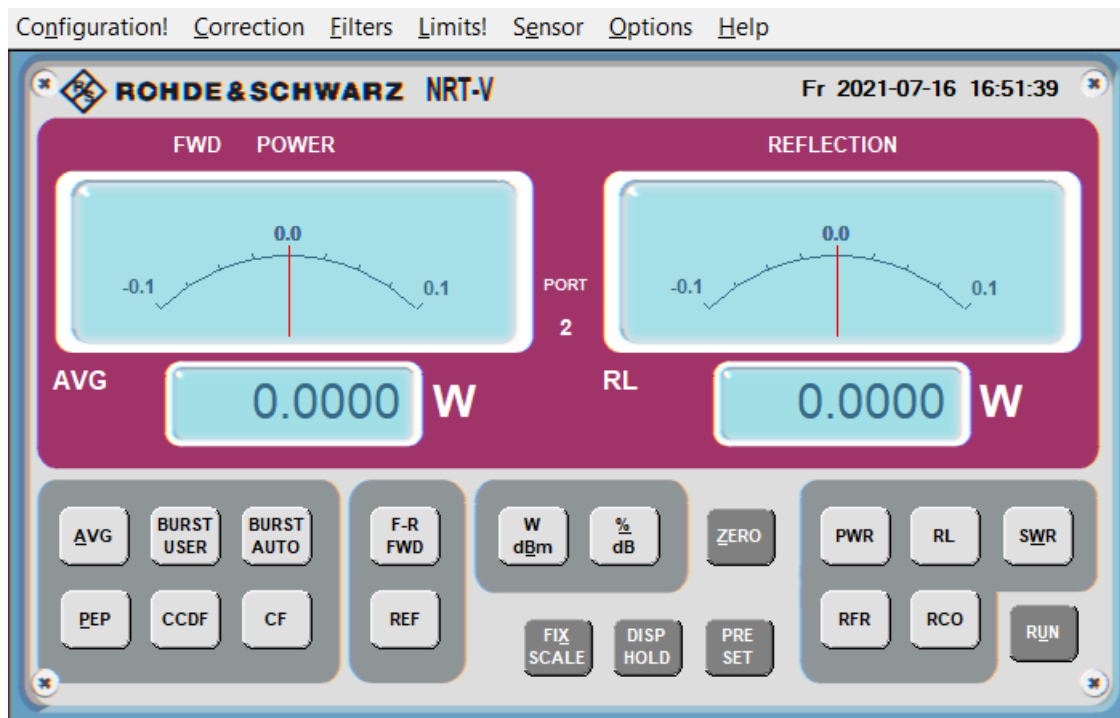 Configuration! Correction Filters Limits! Sensor Options Help
R&S ROHDE&SCHWARZ NRT-V Fr 2021-07-16 16:51:39
FWD POWER REFLECTION
0.0 0.0
-0.1 0.1 PORT -0.1 0.1
2
AVG RL
0.0000 W 0.0000 W
AVG BURST USER BURST AUTO F-R FWD W dBm % dB ZERO PWR RL SWR
PEP CCDF CF REF FIX SCALE DISP HOLD PRE SET RFR RCO RUN